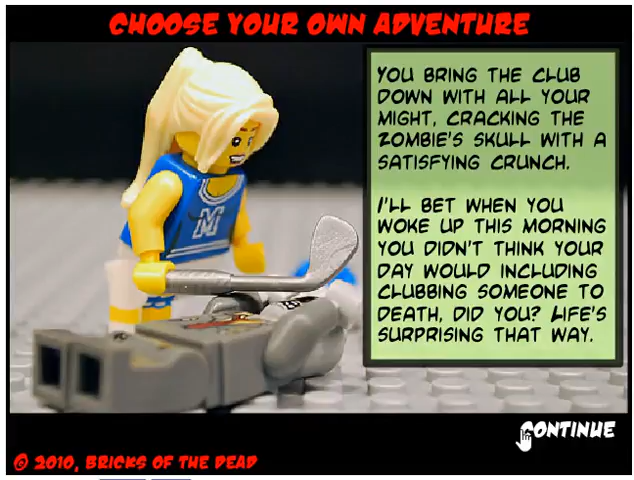 CHOOSE YOUR OWN ADVENTURE
YOU BRING THE CLUB
DOWN WITH ALL YOUR
MIGHT, CRACKING THE
ZOMBIE'S SKULL WITH A
SATISFYING CRUNCH.
I'LL BET WHEN YOU
WOKE UP THIS MORNING
YOU DIDN'T THINK YOUR
DAY WOULD INCLUDING
CLUBBING SOMEONE TO
DEATH, DID YOU? LIFE'S
SURPRISING THAT WAY.
M
CONTINUE
© 2010, BRICKS OF THE DEAD